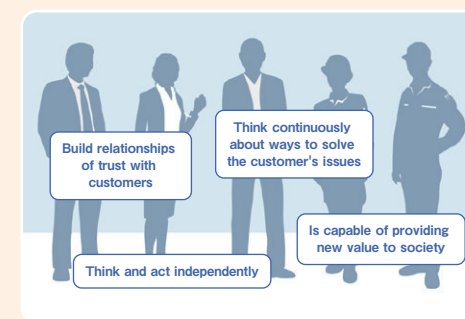 Build relationships
of trust with
customers
Think continuously
about ways to solve
the customer's issues
Think and act independently
Is capable of providing
new value to society